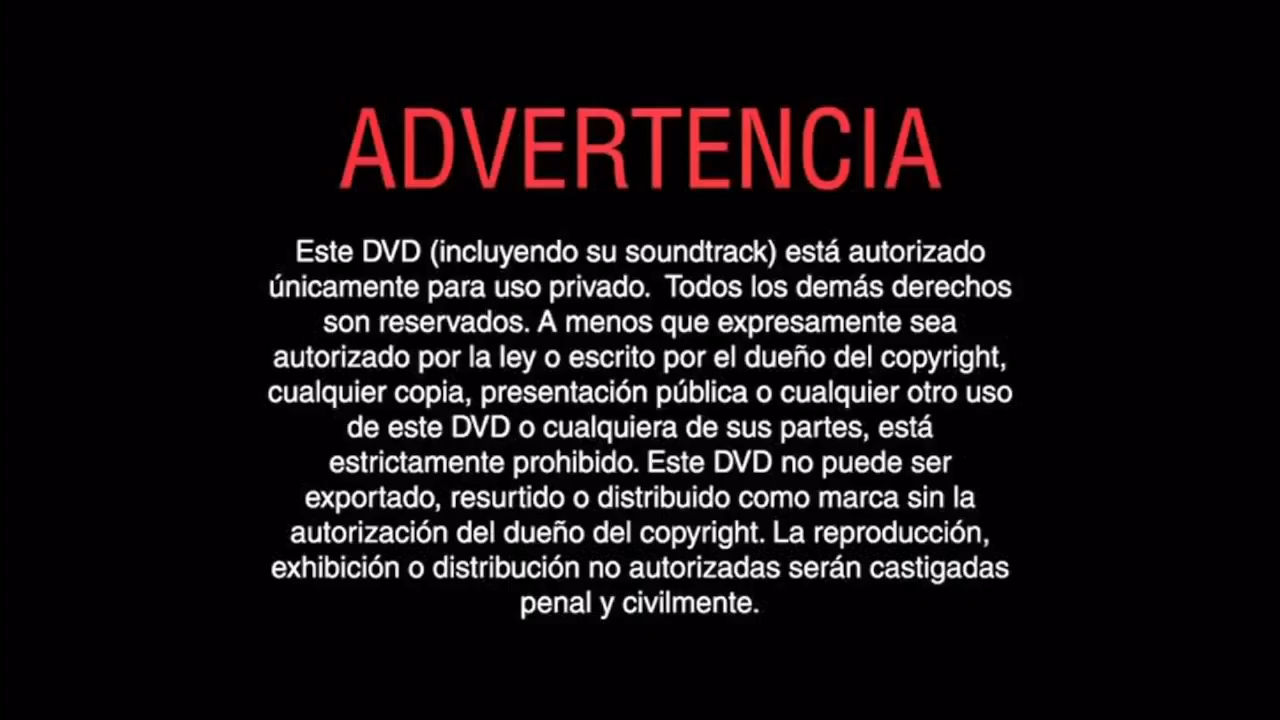 ADVERTENCIA
Este DVD (incluyendo su soundtrack) está autorizado
únicamente para uso privado.  Todos los demás derechos
son reservados. A menos que expresamente sea
autorizado por la ley o escrito por el dueño del copyright,
cualquier copia, presentación pública o cualquier otro uso
de este DVD o cualquiera de sus partes, está
estrictamente prohibido. Este DVD no puede ser
exportado, resurtido o distribuido como marca sin la
autorización del dueño del copyright. La reproducción,
exhibición o distribución no autorizadas serán castigadas
penal y civilmente.